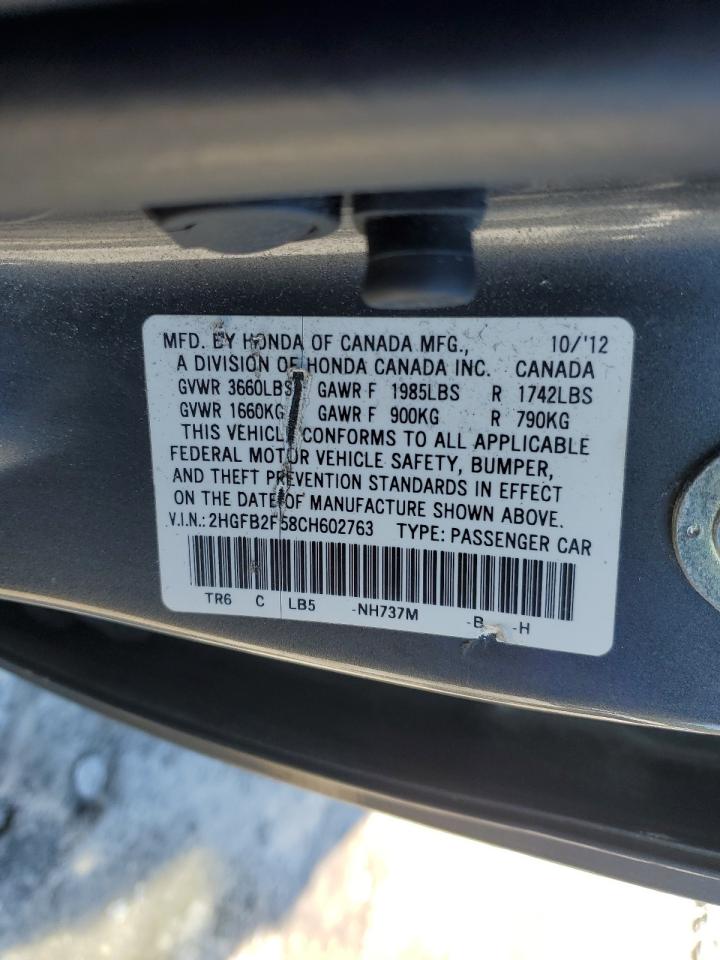 MFD. BY HONDA OF CANADA MFG., 10/'12
A DIVISION OF HONDA CANADA INC. CANADA
GVWR 3660LBS GAWR F 1985LBS R 1742LBS
GVWR 1660KG GAWR F 900KG R 790KG
THIS VEHICLE CONFORMS TO ALL APPLICABLE
FEDERAL MOTOR VEHICLE SAFETY, BUMPER,
AND THEFT PREVENTION STANDARDS IN EFFECT
ON THE DATE OF MANUFACTURE SHOWN ABOVE.
V.I.N.: 2HGFB2F58CH602763 TYPE: PASSENGER CAR
TR6 C LB5 -NH737M -B -H